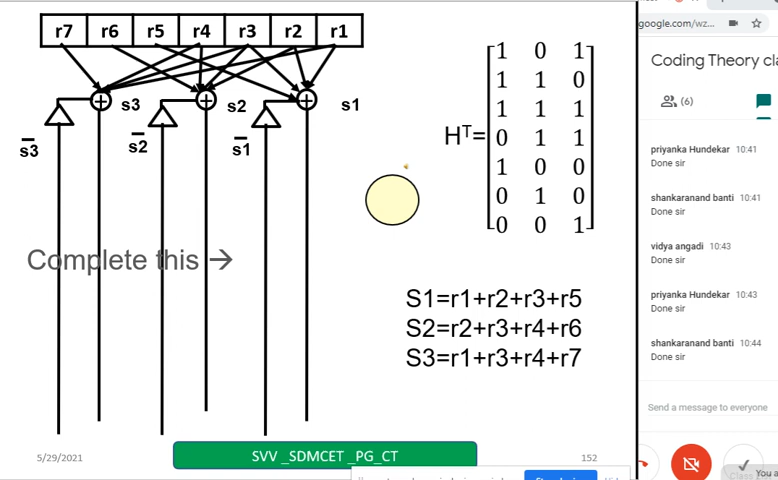 r7 r6 r5 r4 r3 r2 r1
s3 s2 s1
s3 s2 s1
Complete this →
Hᵀ=
1 0 1
1 1 0
1 1 1
0 1 1
1 0 0
0 1 0
0 0 1
S1=r1+r2+r3+r5
S2=r2+r3+r4+r6
S3=r1+r3+r4+r7
5/29/2021
SVV _SDMCET _PG_CT
152
google.com/wz...
Coding Theory cla
(6)
priyanka Hundekar 10:41
Done sir
shankaranand banti 10:41
Done sir
vidya angadi 10:43
Done sir
priyanka Hundekar 10:43
Done sir
shankaranand banti 10:44
Done sir
Send a message to everyone
You a